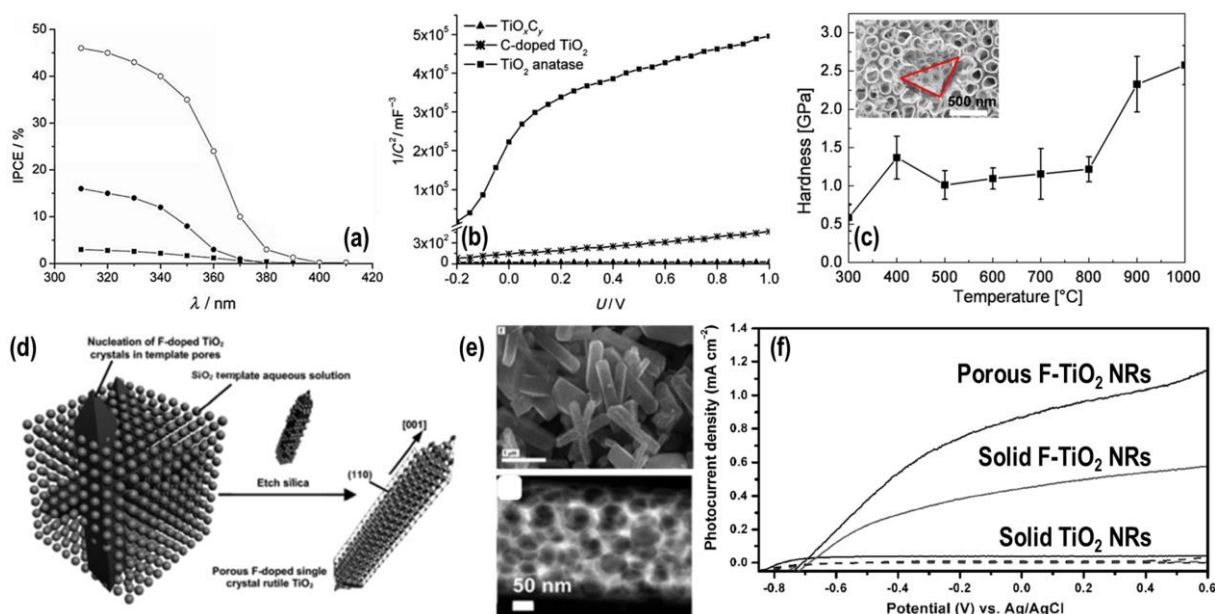 50
40
30
20
10
0
IPCE / %
300 320 340 360 380 400 420
λ / nm
(a)
(b)
TiOxCy
C-doped TiO2
TiO2 anatase
5x10⁵
4x10⁵
3x10⁵
2x10⁵
1x10⁵
3x10²
0
1/C² / mF⁻³
-0.2 0.0 0.2 0.4 0.6 0.8 1.0
U / V
(c)
500 nm
3.0
2.5
2.0
1.5
1.0
0.5
0.0
Hardness [GPa]
300 400 500 600 700 800 900 1000
Temperature [°C]
(d)
Nucleation of F-doped TiO2
crystals in template pores
SiO2 template aqueous solution
[001]
{110}
Etch silica
Porous F-doped single
crystal rutile TiO2
(e)
50 nm
(f)
Porous F-TiO2 NRs
Solid F-TiO2 NRs
Solid TiO2 NRs
1.4
1.2
1.0
0.8
0.6
0.4
0.2
0.0
Photocurrent density (mA cm⁻²)
-0.8 -0.6 -0.4 -0.2 0.0 0.2 0.4 0.6
Potential (V) vs. Ag/AgCl